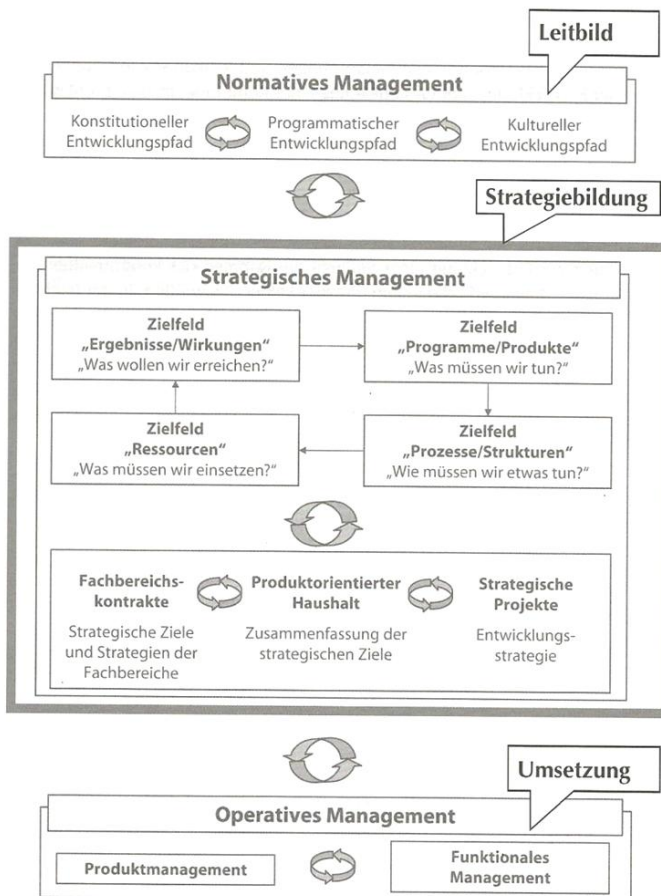 Leitbild
Normatives Management
Konstitutioneller
Entwicklungspfad
Programmatischer
Entwicklungspfad
Kultureller
Entwicklungspfad
Strategiebildung
Strategisches Management
Zielfeld
„Ergebnisse/Wirkungen“
„Was wollen wir erreichen?“
Zielfeld
„Programme/Produkte“
„Was müssen wir tun?“
Zielfeld
„Ressourcen“
„Was müssen wir einsetzen?“
Zielfeld
„Prozesse/Strukturen“
„Wie müssen wir etwas tun?“
Fachbereichs-
kontrakte
Strategische Ziele
und Strategien der
Fachbereiche
Produktorientierter
Haushalt
Zusammenfassung der
strategischen Ziele
Strategische
Projekte
Entwicklungs-
strategie
Umsetzung
Operatives Management
Produktmanagement
Funktionales
Management